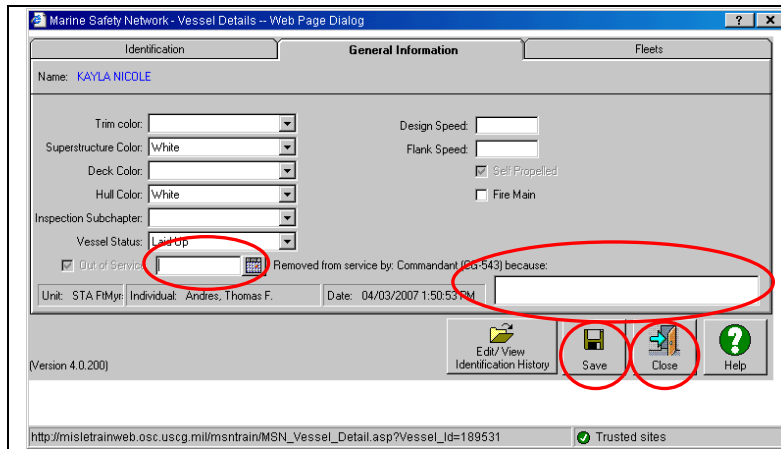 Marine Safety Network - Vessel Details -- Web Page Dialog
Identification General Information Fleets
Name: KAYLA NICOLE
Trim color:
Design Speed:
Superstructure Color: White
Flank Speed:
Deck Color:
Self Propelled
Hull Color: White
Fire Main
Inspection Subchapter:
Vessel Status: Laid Up
Out of Service Removed from service by: Commandant (CG-543) because:
Unit: STA FtMyr Individual: Andres, Thomas F. Date: 04/03/2007 1:50:53 PM
Edit/View
Identification History
Save
Close
Help
(Version 4.0.200)
http://misletrainweb.osc.uscg.mil/msntrain/MSN_Vessel_Detail.asp?Vessel_Id=189531 Trusted sites